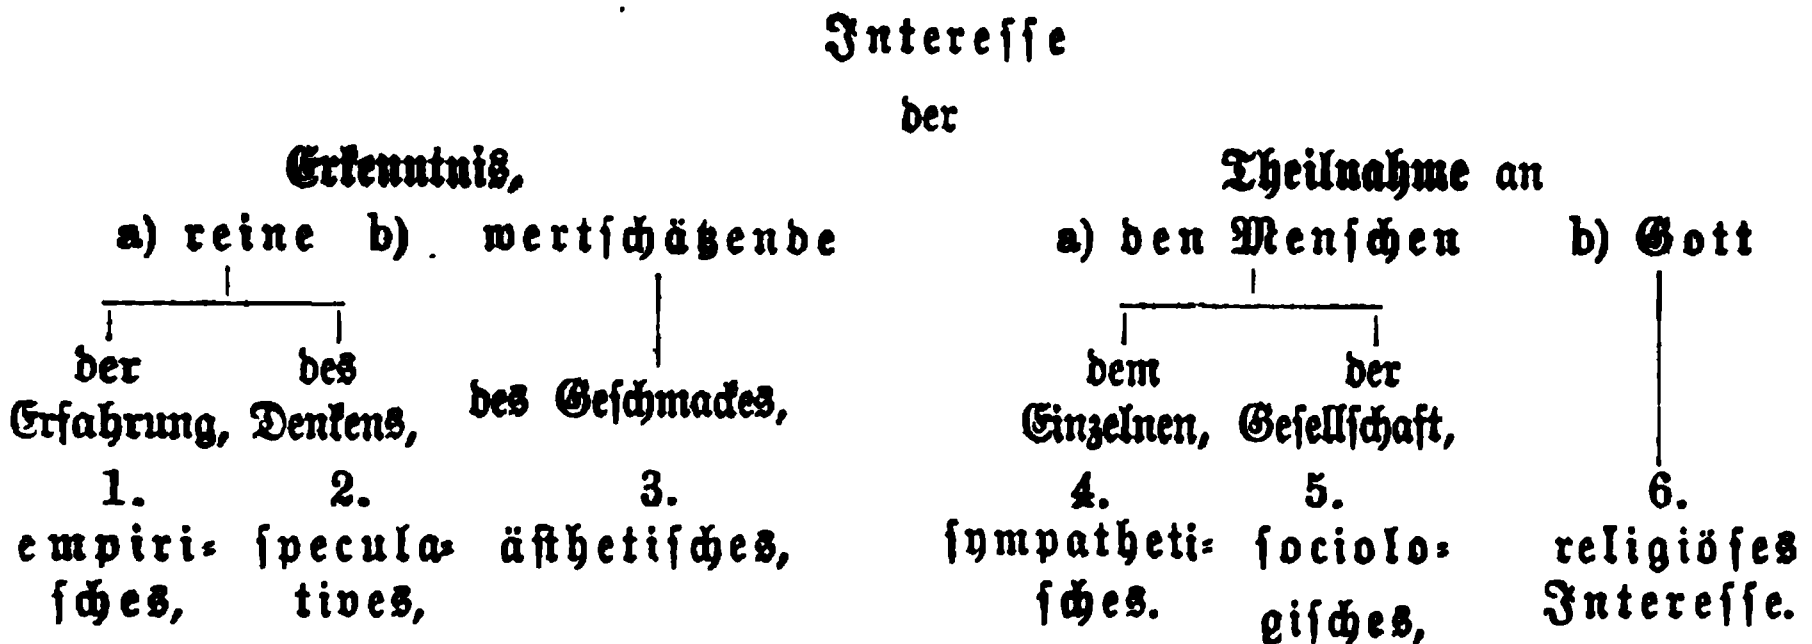 Interesse
der
Erkenntnis, Theilnahme an
a) reine b) wertschätzende a) den Menschen b) Gott
der des dem der
des Geschmackes,
Erfahrung, Denkens, Einzelnen, Gesellschaft,
1. 2. 3. 4. 5. 6.
empiri- specula- ästhetisches, sympatheti- sociolo- religiöses
sches, tives, sches. gisches, Interesse.